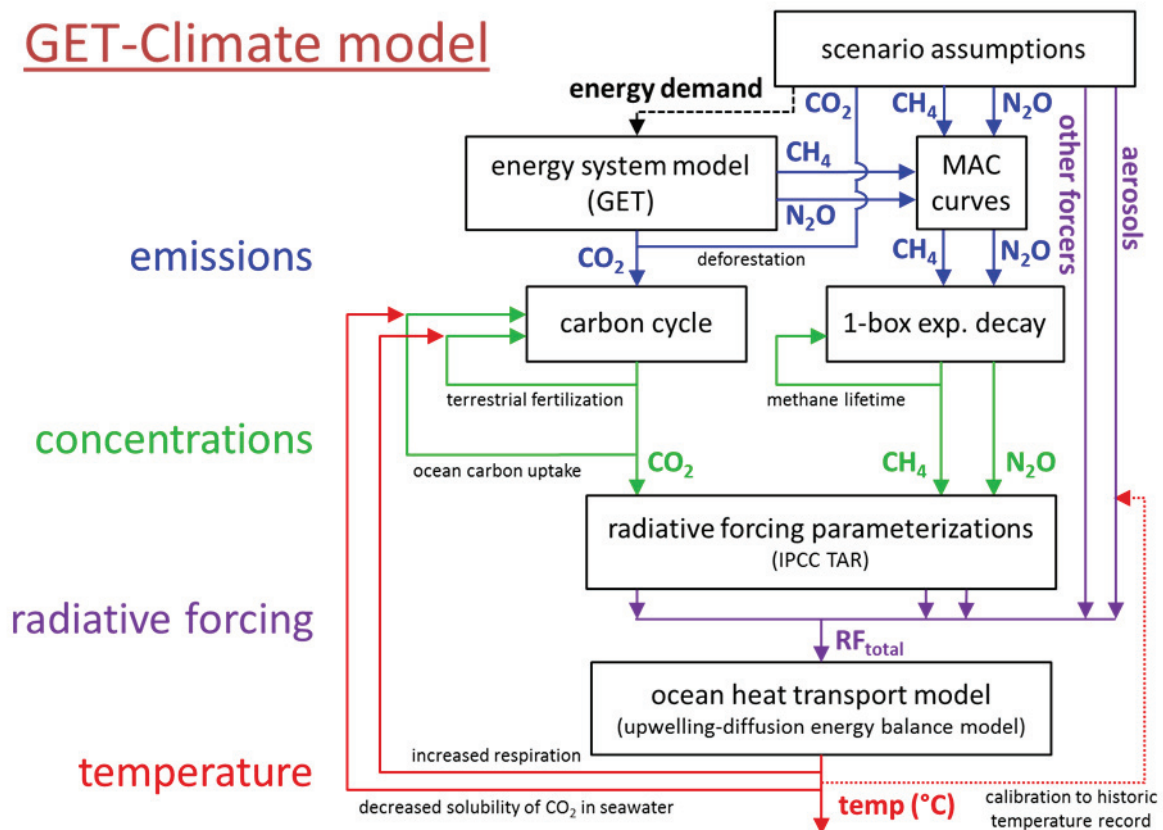 GET-Climate model
scenario assumptions
energy demand
CO₂
CH₄
N₂O
other forcers
aerosols
energy system model
(GET)
CH₄
N₂O
MAC
curves
emissions
CO₂
deforestation
CH₄
N₂O
carbon cycle
1-box exp. decay
terrestrial fertilization
methane lifetime
concentrations
ocean carbon uptake
CO₂
CH₄
N₂O
radiative forcing parameterizations
(IPCC TAR)
radiative forcing
RFtotal
ocean heat transport model
(upwelling-diffusion energy balance model)
increased respiration
temperature
decreased solubility of CO₂ in seawater
temp (°C)
calibration to historic
temperature record